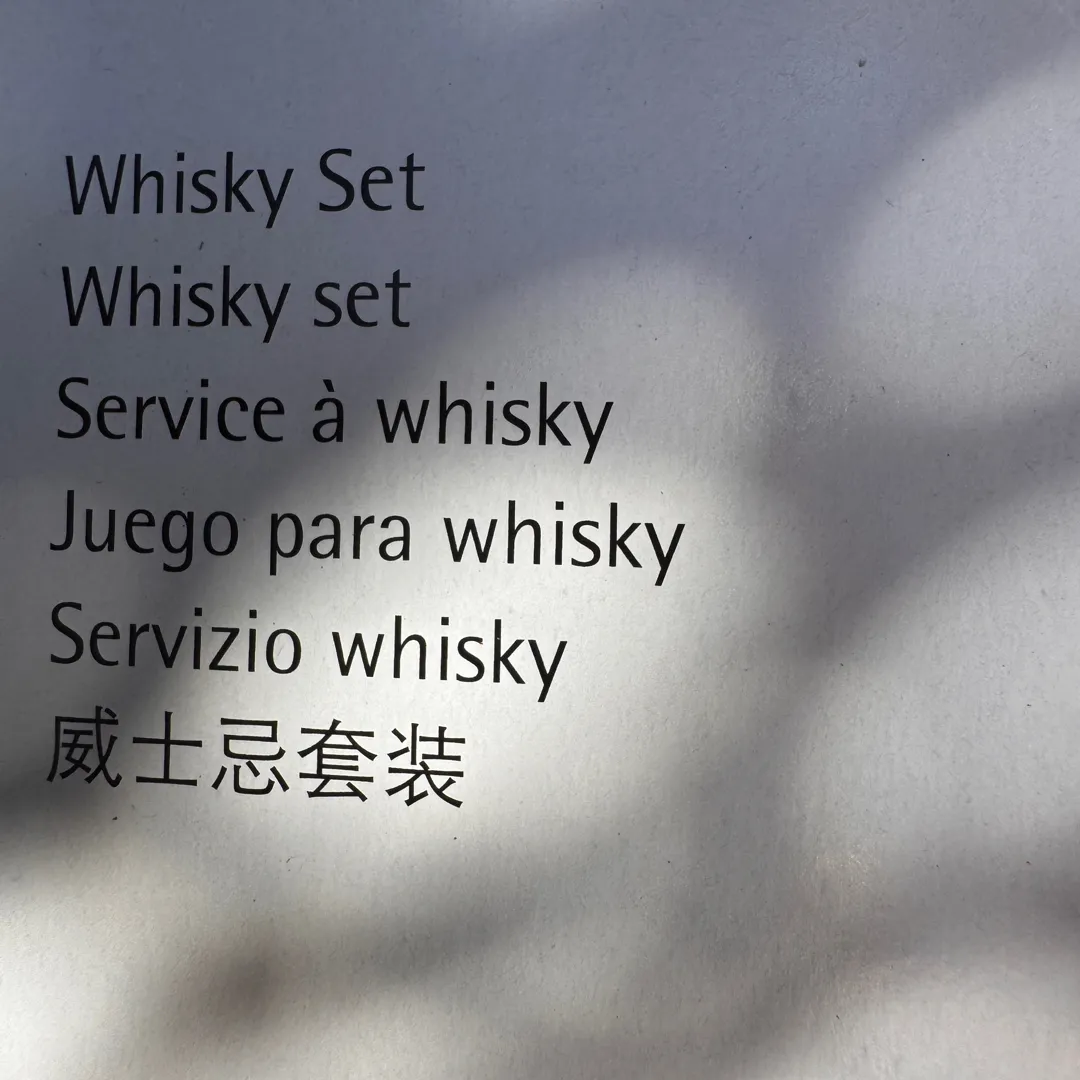 Whisky Set
Whisky set
Service à whisky
Juego para whisky
Servizio whisky
威士忌套装